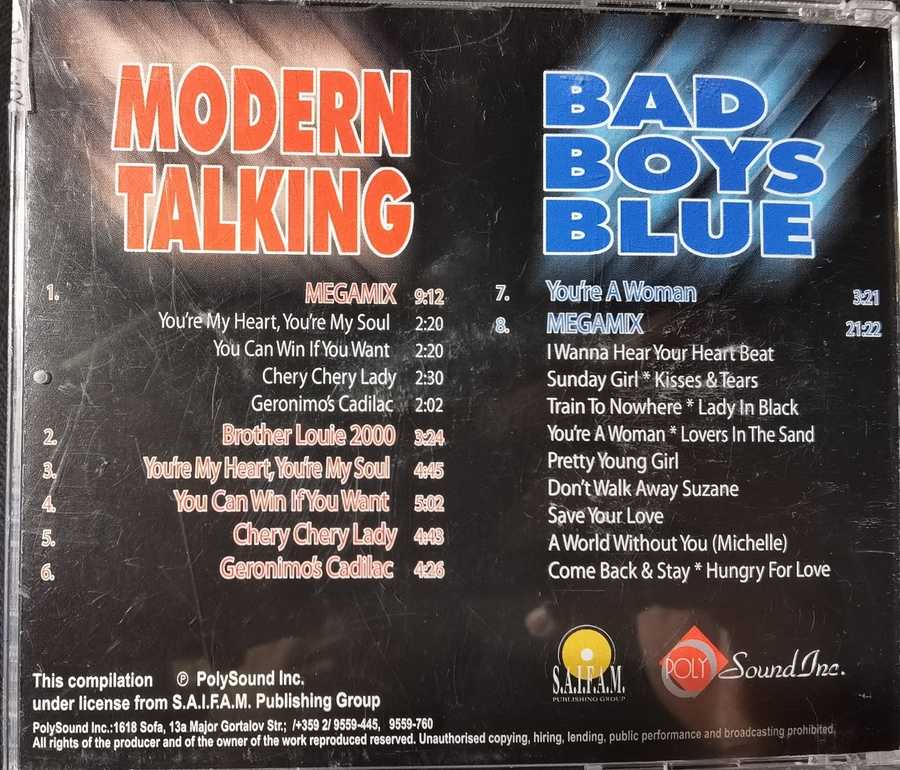 MODERN
TALKING
1. MEGAMIX 9:12
You're My Heart, You're My Soul 2:20
You Can Win If You Want 2:20
Chery Chery Lady 2:30
Geronimo's Cadilac 2:02
2. Brother Louie 2000 3:24
3. You're My Heart, You're My Soul 4:45
4. You Can Win If You Want 5:02
5. Chery Chery Lady 4:43
6. Geronimo's Cadilac 4:26
BAD
BOYS
BLUE
7. You're A Woman 3:21
8. MEGAMIX 21:22
I Wanna Hear Your Heart Beat
Sunday Girl * Kisses & Tears
Train To Nowhere * Lady In Black
You're A Woman * Lovers In The Sand
Pretty Young Girl
Don't Walk Away Suzane
Save Your Love
A World Without You (Michelle)
Come Back & Stay * Hungry For Love
S.A.I.F.A.M.
PUBLISHING GROUP
POLY Sound Inc.
This compilation ℗ PolySound Inc.
under license from S.A.I.F.A.M. Publishing Group
PolySound Inc.:1618 Sofa, 13a Major Gortalov Str.; /+359 2/ 9559-445, 9559-760
All rights of the producer and of the owner of the work reproduced reserved. Unauthorised copying, hiring, lending, public performance and broadcasting prohibited.